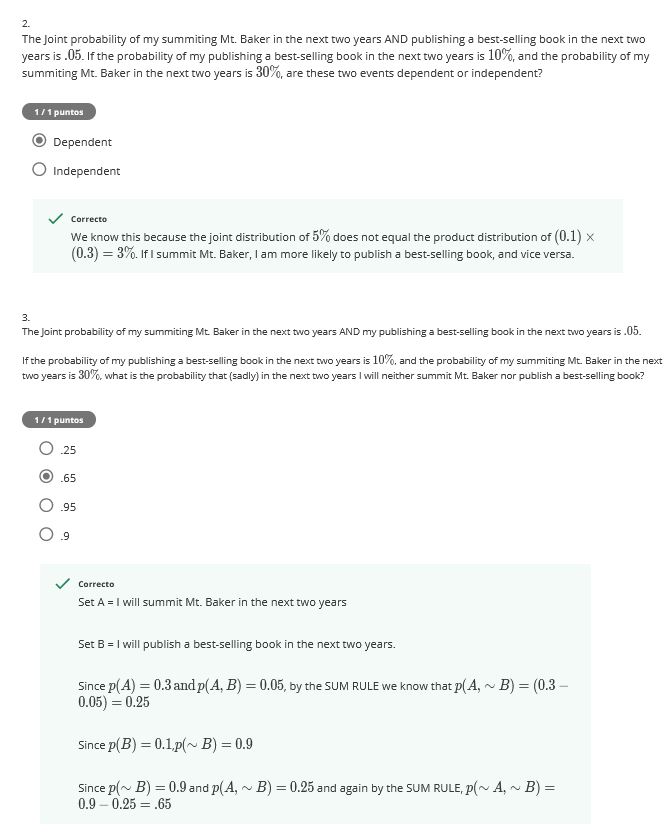 2.
The Joint probability of my summiting Mt. Baker in the next two years AND publishing a best-selling book in the next two
years is .05. If the probability of my publishing a best-selling book in the next two years is 10%, and the probability of my
summiting Mt. Baker in the next two years is 30%, are these two events dependent or independent?
1 / 1 puntos
Dependent
Independent
Correcto
We know this because the joint distribution of 5% does not equal the product distribution of (0.1) ×
(0.3) = 3%. If I summit Mt. Baker, I am more likely to publish a best-selling book, and vice versa.
3.
The Joint probability of my summiting Mt. Baker in the next two years AND my publishing a best-selling book in the next two years is .05.
If the probability of my publishing a best-selling book in the next two years is 10%, and the probability of my summiting Mt. Baker in the next
two years is 30%, what is the probability that (sadly) in the next two years I will neither summit Mt. Baker nor publish a best-selling book?
1 / 1 puntos
.25
.65
.95
.9
Correcto
Set A = I will summit Mt. Baker in the next two years
Set B = I will publish a best-selling book in the next two years.
Since p(A) = 0.3 and p(A, B) = 0.05, by the SUM RULE we know that p(A, ∼ B) = (0.3 −
0.05) = 0.25
Since p(B) = 0.1,p(∼ B) = 0.9
Since p(∼ B) = 0.9 and p(A, ∼ B) = 0.25 and again by the SUM RULE, p(∼ A, ∼ B) =
0.9 − 0.25 = .65